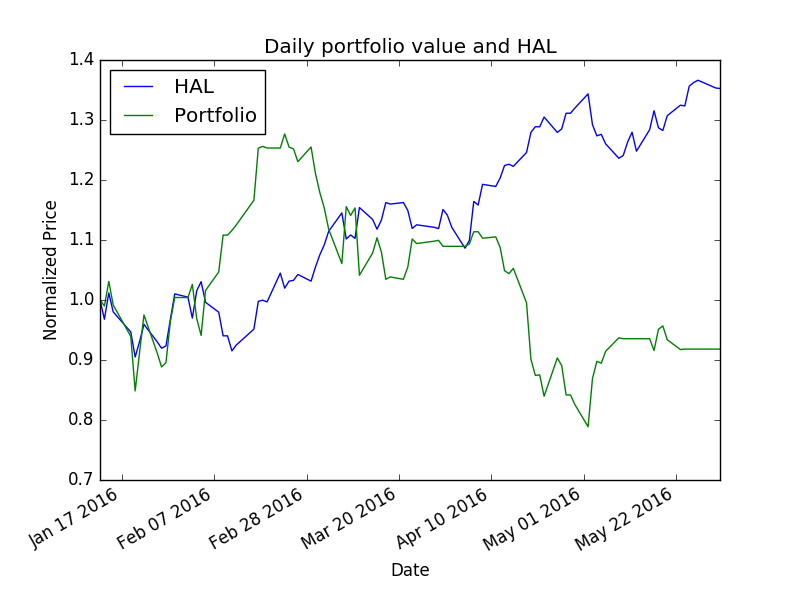 Daily portfolio value and HAL
HAL
Portfolio
1.4
1.3
1.2
1.1
1.0
0.9
0.8
0.7
Normalized Price
Jan 17 2016
Feb 07 2016
Feb 28 2016
Mar 20 2016
Apr 10 2016
May 01 2016
May 22 2016
Date